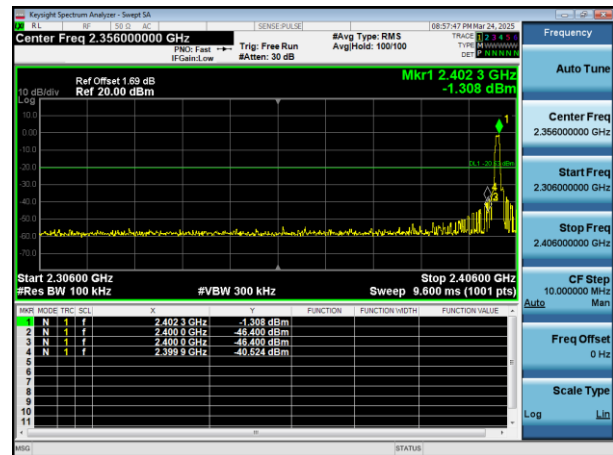 Keysight Spectrum Analyzer - Swept SA
RL RF 50 Ω AC SENSE:PULSE 08:57:47 PM Mar 24, 2025
Center Freq 2.356000000 GHz
PNO: Fast
IFGain:Low
Trig: Free Run
#Atten: 30 dB
#Avg Type: RMS
Avg|Hold: 100/100
TRACE 1 2 3 4 5 6
TYPE M WWWWW
DET P N N N N N
Ref Offset 1.69 dB
Ref 20.00 dBm
10 dB/div
Log
Mkr1 2.402 3 GHz
-1.308 dBm
10.0
0.00
-10.0
-20.0
-30.0
-40.0
-50.0
-60.0
-70.0
1
4
3
Start 2.30600 GHz Stop 2.40600 GHz
#Res BW 100 kHz #VBW 300 kHz Sweep 9.600 ms (1001 pts)
MKR MODE TRC SCL X Y FUNCTION FUNCTION WIDTH FUNCTION VALUE
1 N 1 f 2.402 3 GHz -1.308 dBm
2 N 1 f 2.400 0 GHz -46.400 dBm
3 N 1 f 2.400 0 GHz -46.400 dBm
4 N 1 f 2.399 9 GHz -40.524 dBm
5
6
7
8
9
10
11
MSG STATUS
Frequency
Auto Tune
Center Freq
2.356000000 GHz
Start Freq
2.306000000 GHz
Stop Freq
2.406000000 GHz
CF Step
10.000000 MHz
Auto Man
Freq Offset
0 Hz
Scale Type
Log Lin